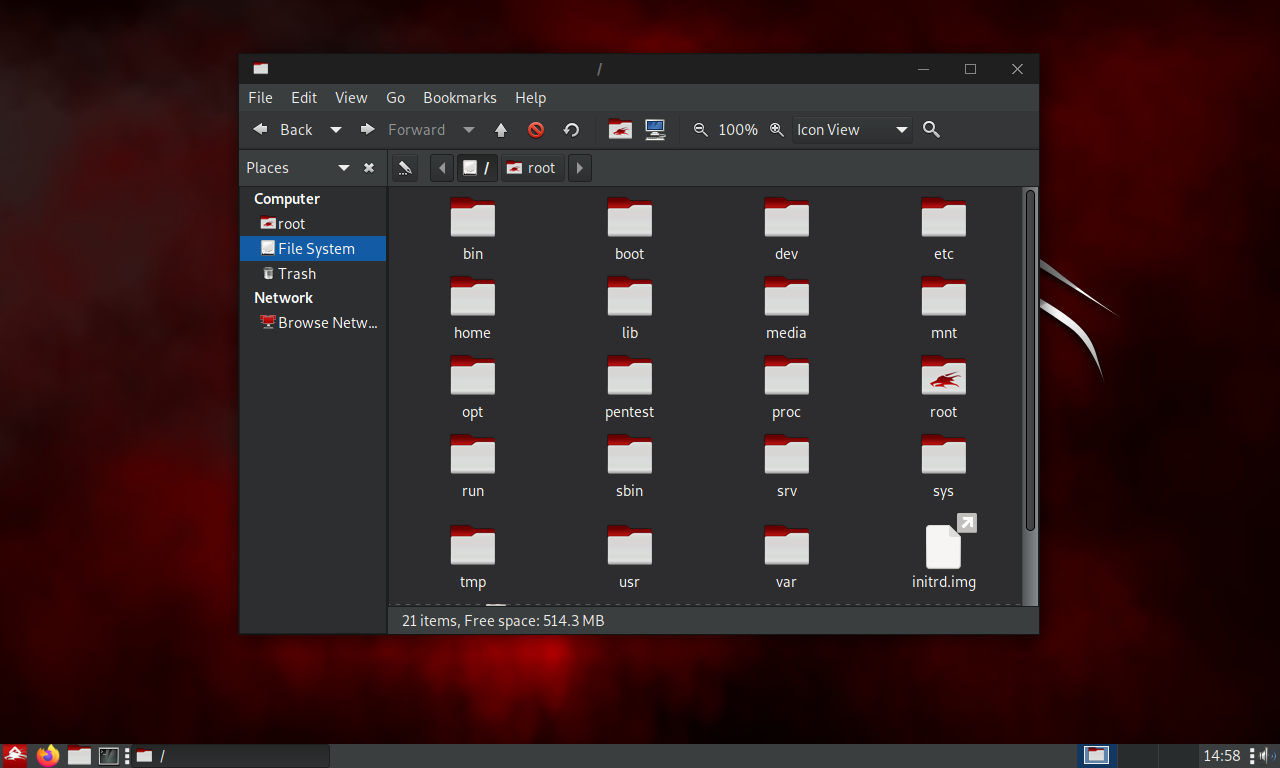 /
File Edit View Go Bookmarks Help
Back Forward 100% Icon View
Places / root
Computer
root
File System
Trash
Network
Browse Netw...
bin boot dev etc
home lib media mnt
opt pentest proc root
run sbin srv sys
tmp usr var initrd.img
21 items, Free space: 514.3 MB
/ 14:58